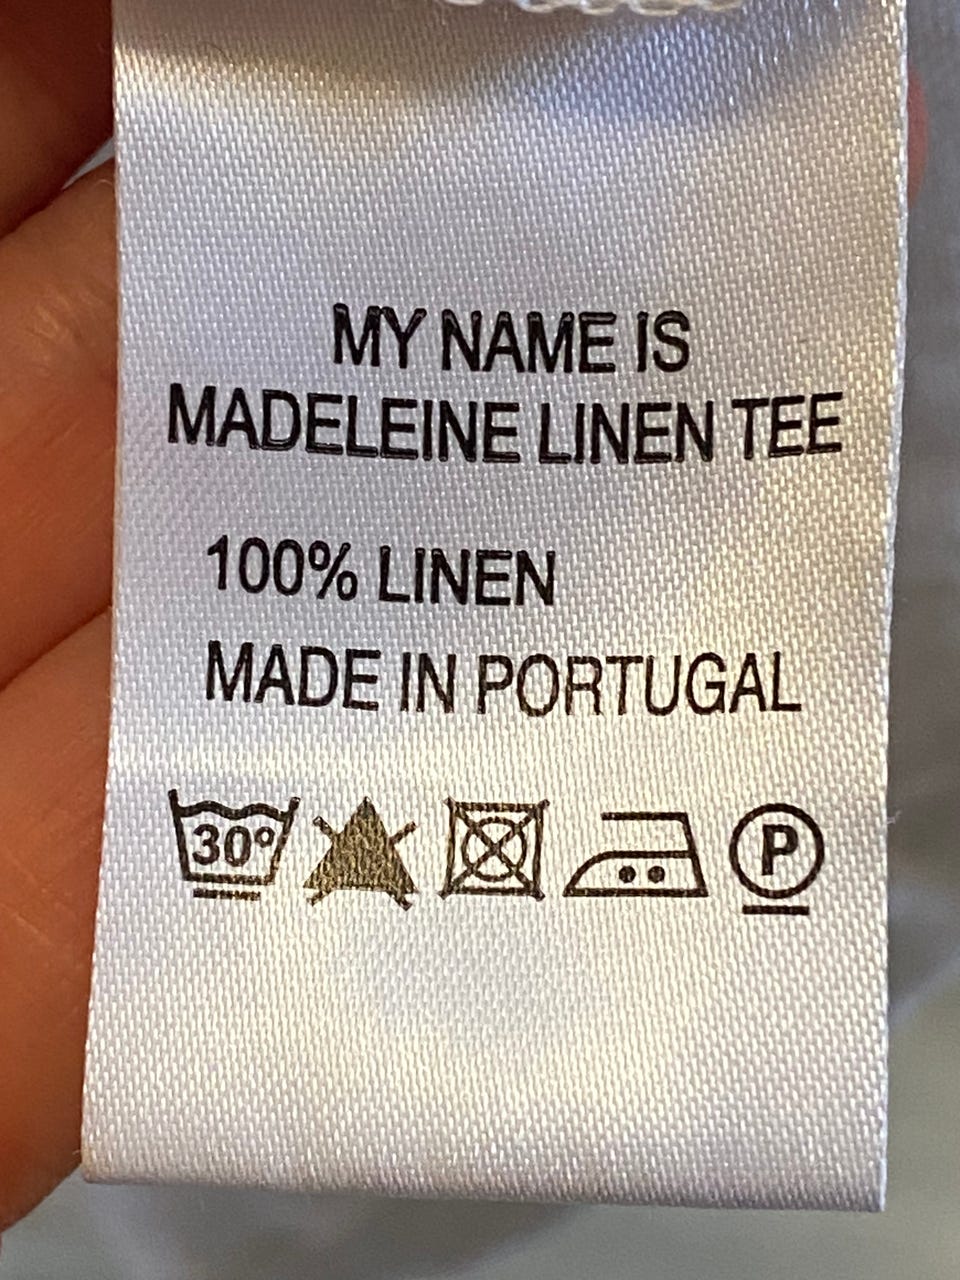 MY NAME IS
MADELEINE LINEN TEE
100% LINEN
MADE IN PORTUGAL
30° P